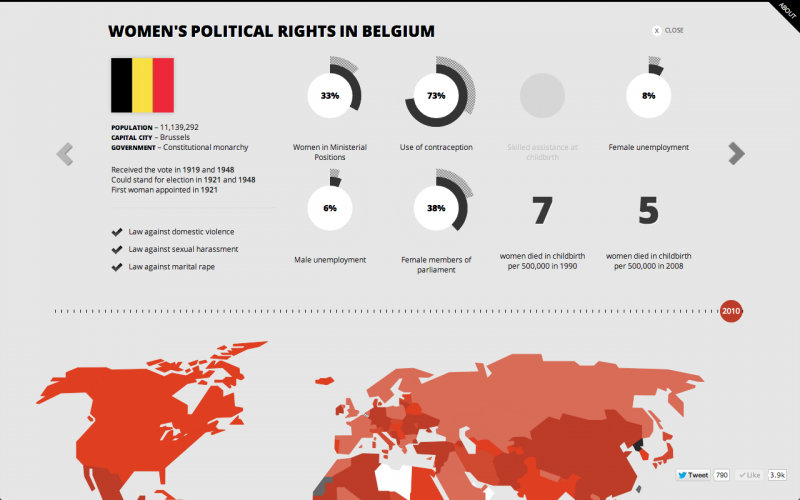 ABOUT
WOMEN'S POLITICAL RIGHTS IN BELGIUM
X CLOSE
POPULATION – 11,139,292
CAPITAL CITY – Brussels
GOVERNMENT – Constitutional monarchy
Received the vote in 1919 and 1948
Could stand for election in 1921 and 1948
First woman appointed in 1921
Law against domestic violence
Law against sexual harassment
Law against marital rape
33%
Women in Ministerial
Positions
73%
Use of contraception
Skilled assistance at
childbirth
8%
Female unemployment
6%
Male unemployment
38%
Female members of
parliament
7
women died in childbirth
per 500,000 in 1990
5
women died in childbirth
per 500,000 in 2008
2010
Tweet 790 Like 3.9k